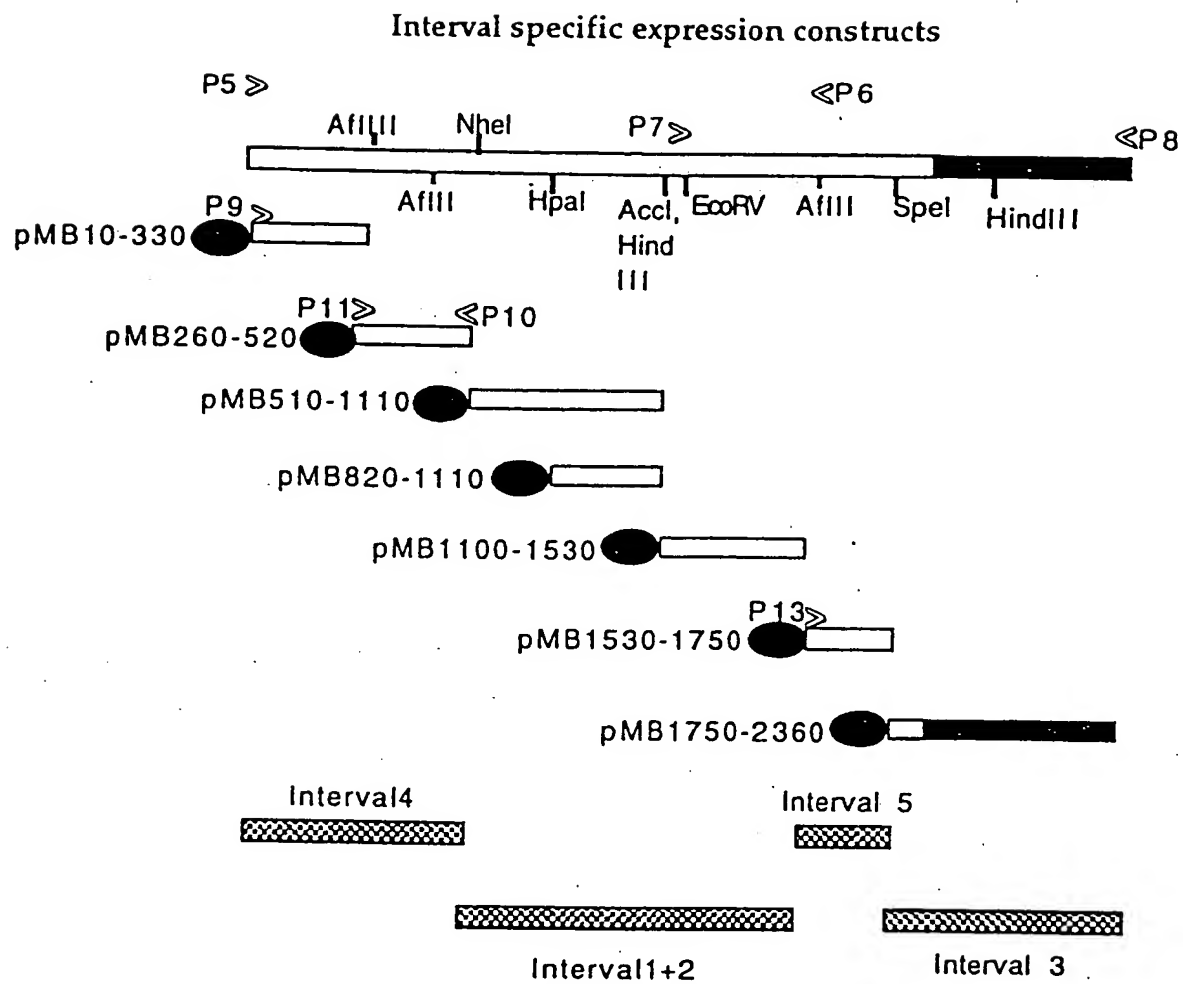 Interval specific expression constructs
P5
P6
AflIII
NheI
P7
P8
AflII
HpaI
AccI,
Hind
III
EcoRV
AflII
SpeI
HindIII
P9
pMB10-330
P11
P10
pMB260-520
pMB510-1110
pMB820-1110
pMB1100-1530
P13
pMB1530-1750
pMB1750-2360
Interval4
Interval 5
Interval1+2
Interval 3